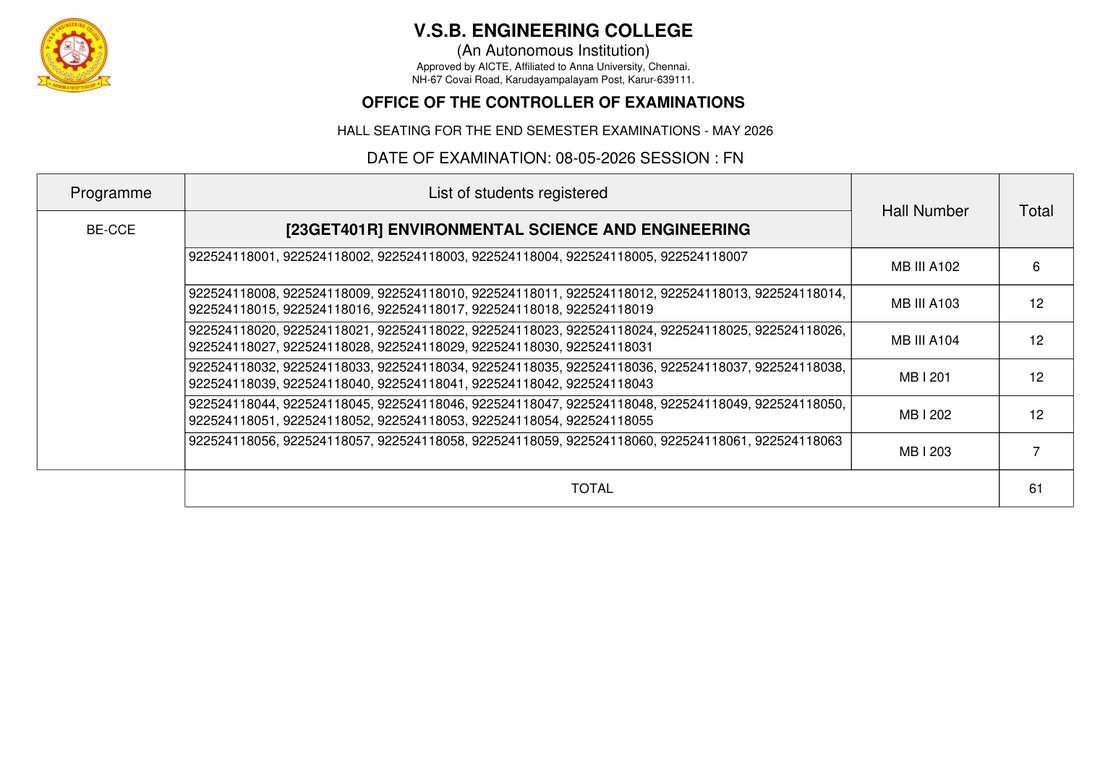 V.S.B. ENGINEERING COLLEGE
(An Autonomous Institution)
Approved by AICTE, Affiliated to Anna University, Chennai.
NH-67 Covai Road, Karudayampalayam Post, Karur-639111.
OFFICE OF THE CONTROLLER OF EXAMINATIONS
HALL SEATING FOR THE END SEMESTER EXAMINATIONS - MAY 2026
DATE OF EXAMINATION: 08-05-2026 SESSION : FN
Programme
List of students registered
Hall Number
Total
BE-CCE
[23GET401R] ENVIRONMENTAL SCIENCE AND ENGINEERING
922524118001, 922524118002, 922524118003, 922524118004, 922524118005, 922524118007
MB III A102
6
922524118008, 922524118009, 922524118010, 922524118011, 922524118012, 922524118013, 922524118014,
922524118015, 922524118016, 922524118017, 922524118018, 922524118019
MB III A103
12
922524118020, 922524118021, 922524118022, 922524118023, 922524118024, 922524118025, 922524118026,
922524118027, 922524118028, 922524118029, 922524118030, 922524118031
MB III A104
12
922524118032, 922524118033, 922524118034, 922524118035, 922524118036, 922524118037, 922524118038,
922524118039, 922524118040, 922524118041, 922524118042, 922524118043
MB I 201
12
922524118044, 922524118045, 922524118046, 922524118047, 922524118048, 922524118049, 922524118050,
922524118051, 922524118052, 922524118053, 922524118054, 922524118055
MB I 202
12
922524118056, 922524118057, 922524118058, 922524118059, 922524118060, 922524118061, 922524118063
MB I 203
7
TOTAL
61